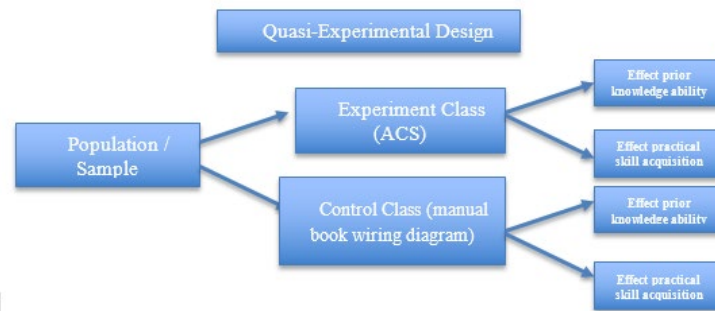 Quasi-Experimental Design
Population /
Sample
Experiment Class
(ACS)
Control Class (manual
book wiring diagram)
Effect prior
knowledge ability
Effect practical
skill acquisition
Effect prior
knowledge ability
Effect practical
skill acquisition